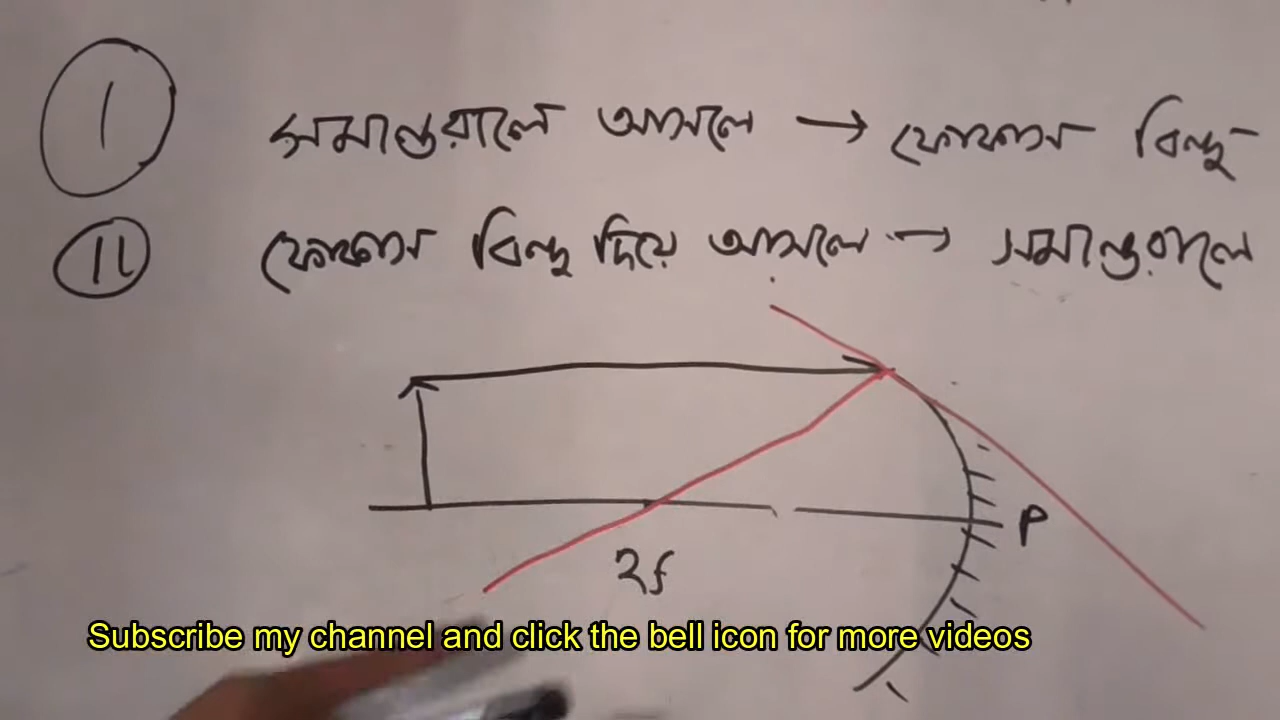 I সমান্তরালে আসলে → ফোকাস বিন্দু
II ফোকাস বিন্দু দিয়ে আসলে → সমান্তরালে
P
2f
Subscribe my channel and click the bell icon for more videos